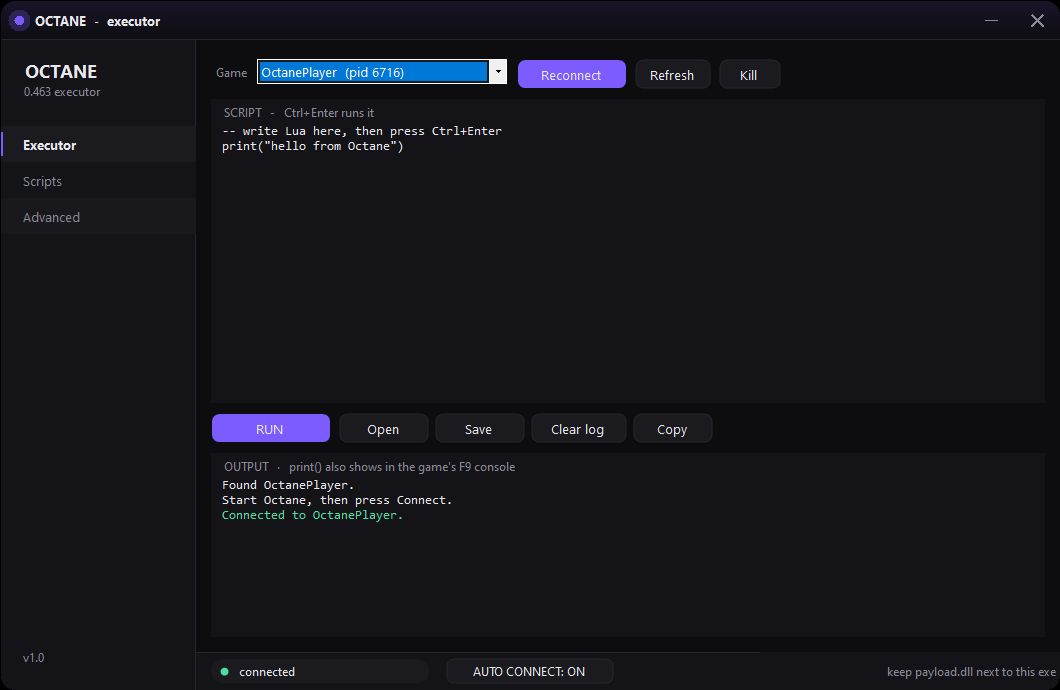 OCTANE - executor
OCTANE
0.463 executor
Executor
Scripts
Advanced
v1.0
Game OctanePlayer (pid 6716) Reconnect Refresh Kill
SCRIPT - Ctrl+Enter runs it
-- write Lua here, then press Ctrl+Enter
print("hello from Octane")
RUN Open Save Clear log Copy
OUTPUT · print() also shows in the game's F9 console
Found OctanePlayer.
Start Octane, then press Connect.
Connected to OctanePlayer.
connected AUTO CONNECT: ON keep payload.dll next to this exe